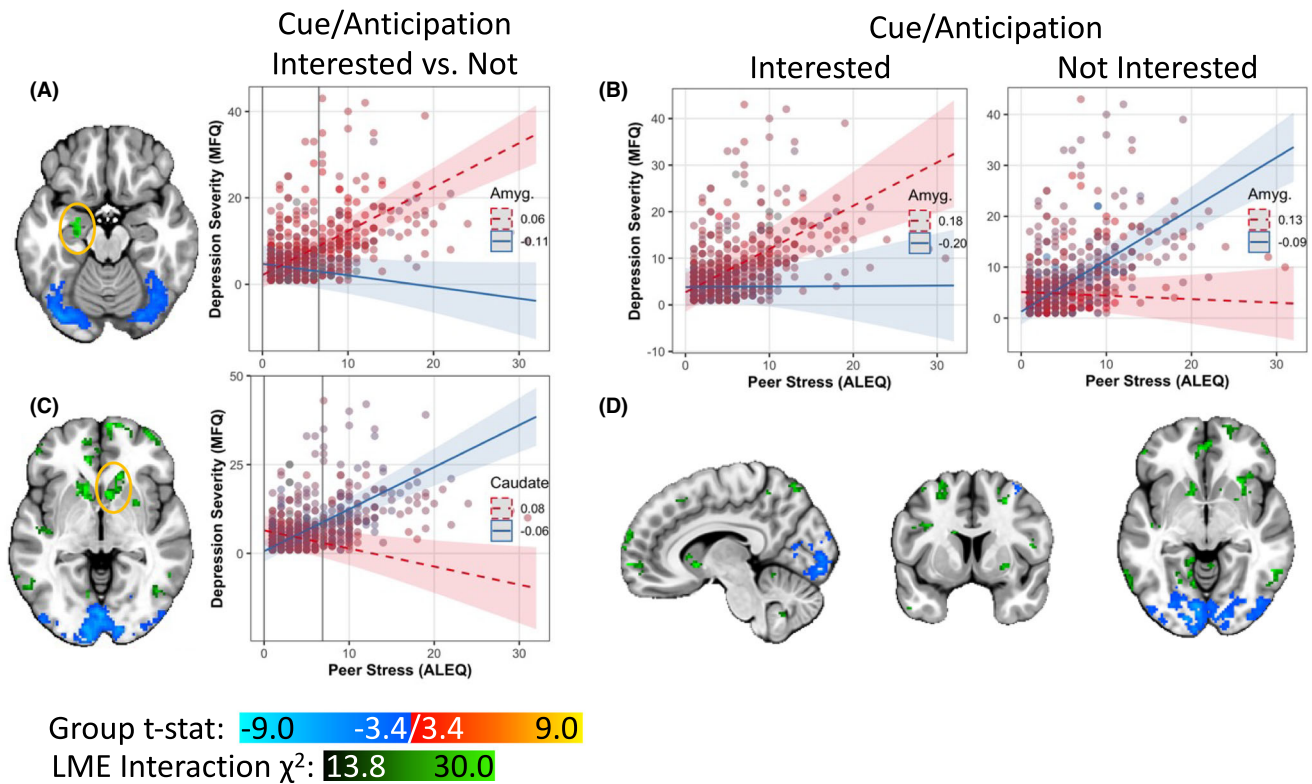 Cue/Anticipation
Interested vs. Not
Cue/Anticipation
Interested
Not Interested
(A)
Depression Severity (MFQ)
40
20
0
0
10
20
30
Amyg.
0.06
-0.11
(B)
Depression Severity (MFQ)
40
30
20
10
0
-10
0
10
20
30
Peer Stress (ALEQ)
Amyg.
0.18
-0.20
40
30
20
10
0
0
10
20
30
Peer Stress (ALEQ)
Amyg.
0.13
-0.09
(C)
Depression Severity (MFQ)
50
25
0
0
10
20
30
Peer Stress (ALEQ)
Caudate
0.08
-0.06
(D)
Group t-stat: -9.0 -3.4/3.4 9.0
LME Interaction χ²: 13.8 30.0